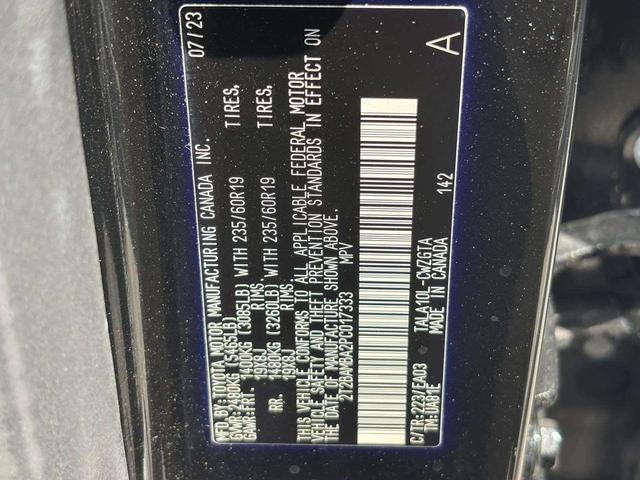 MFD BY: TOYOTA MOTOR MANUFACTURING CANADA INC. 07/23
GVWR: 2480KG (5465LB)
GAWR: FRT 1400KG (3085LB) WITH 235/60R19 TIRES,
19X8J RIMS,
RR. 1480KG (3260LB) WITH 235/60R19 TIRES,
19X8J RIMS,
THIS VEHICLE CONFORMS TO ALL APPLICABLE FEDERAL MOTOR
VEHICLE SAFETY AND THEFT PREVENTION STANDARDS IN EFFECT ON
THE DATE OF MANUFACTURE SHOWN ABOVE.
2T2BAMBA2PC017333 MPV
A
C/TR: 223/EA03 TALA10L-CWZGTA 142
TM: UA81E MADE IN CANADA